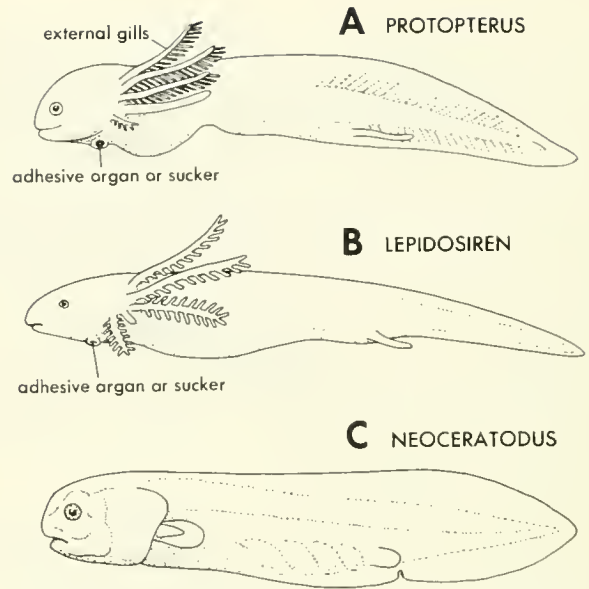 A PROTOPTERUS
external gills
adhesive organ or sucker
B LEPIDOSIREN
adhesive organ or sucker
C NEOCERATODUS